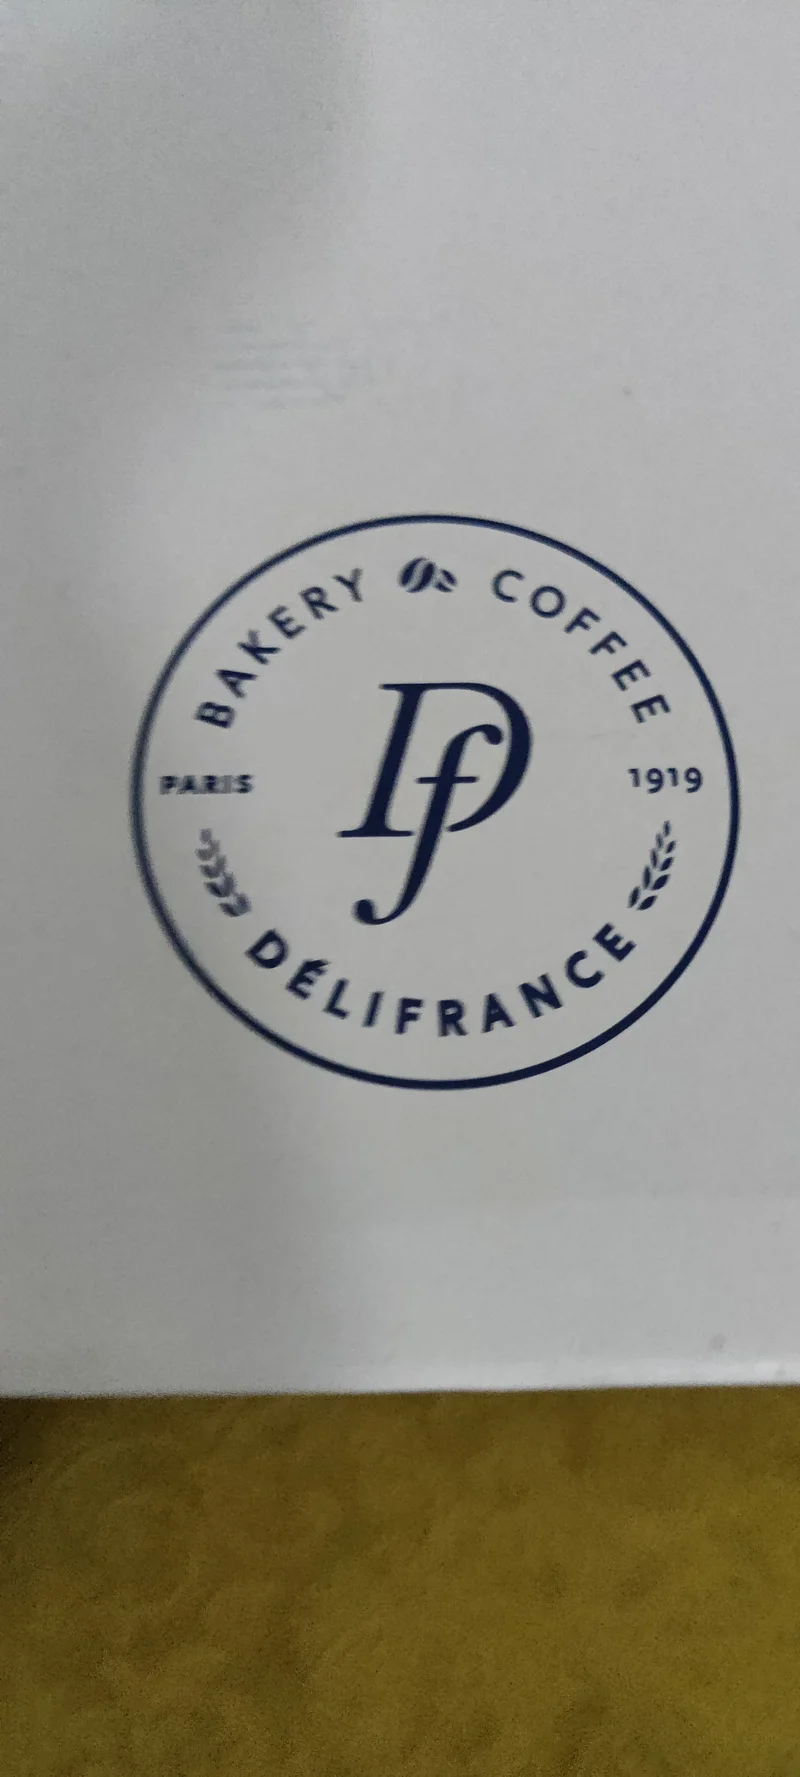 BAKERY COFFEE
Df
PARIS 1919
DÉLIFRANCE